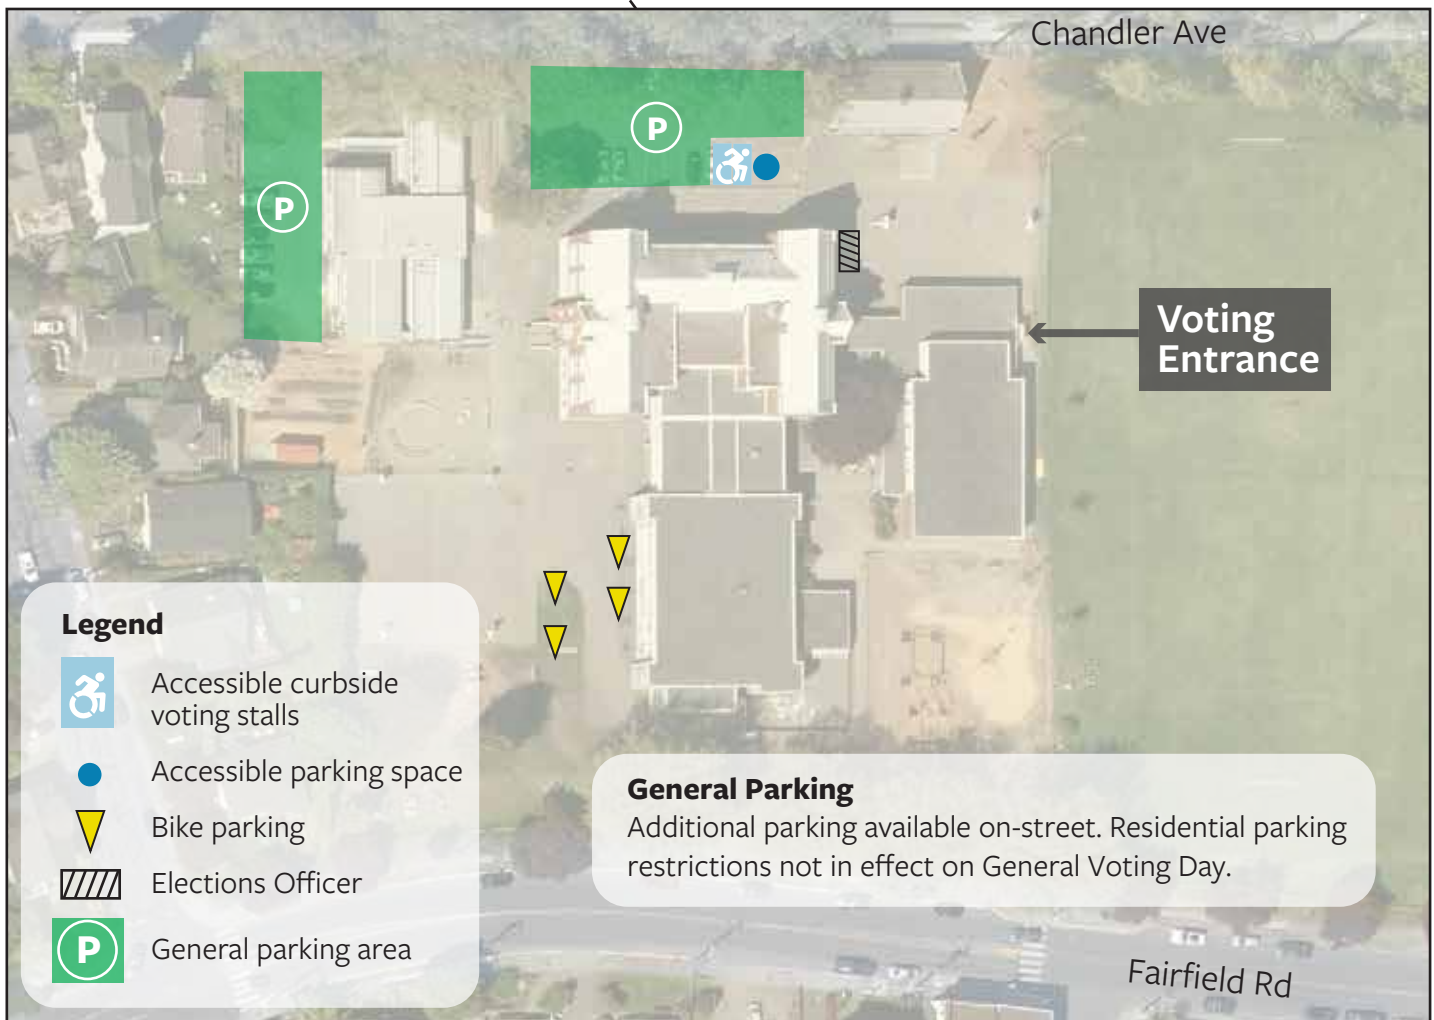 Chandler Ave
P
P
Voting
Entrance
Legend
Accessible curbside
voting stalls
Accessible parking space
Bike parking
Elections Officer
P
General parking area
General Parking
Additional parking available on-street. Residential parking
restrictions not in effect on General Voting Day.
Fairfield Rd